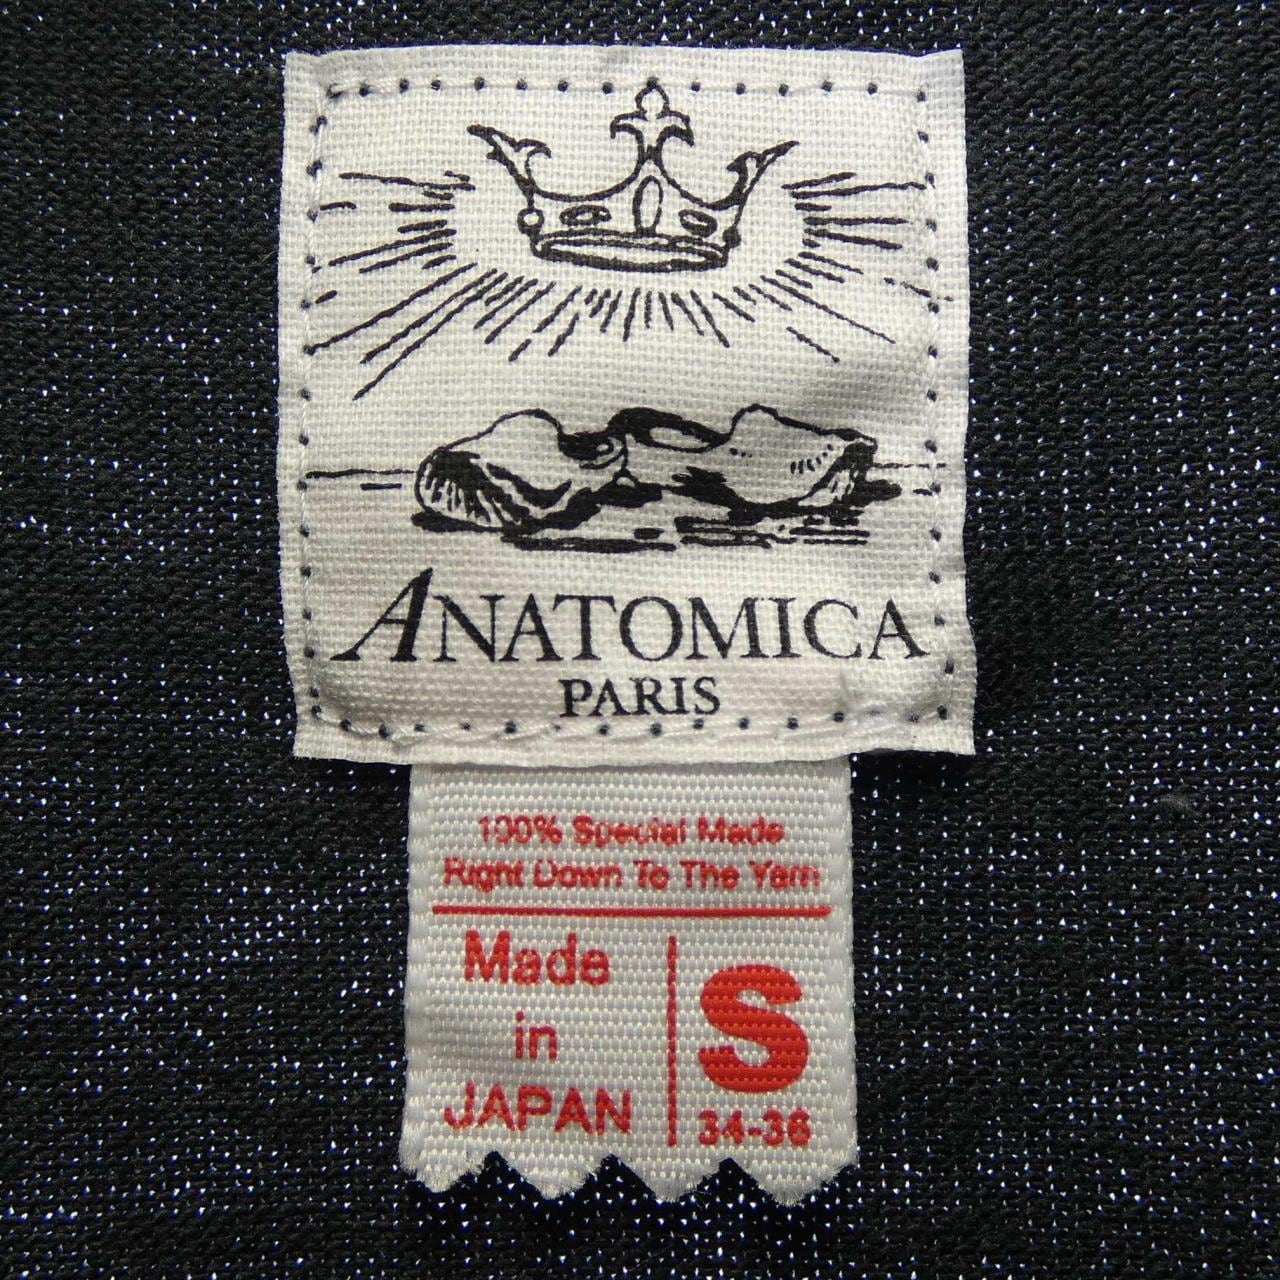 ANATOMICA
PARIS
100% Special Made
Right Down To The Yarn
Made
in
JAPAN
S
34-36